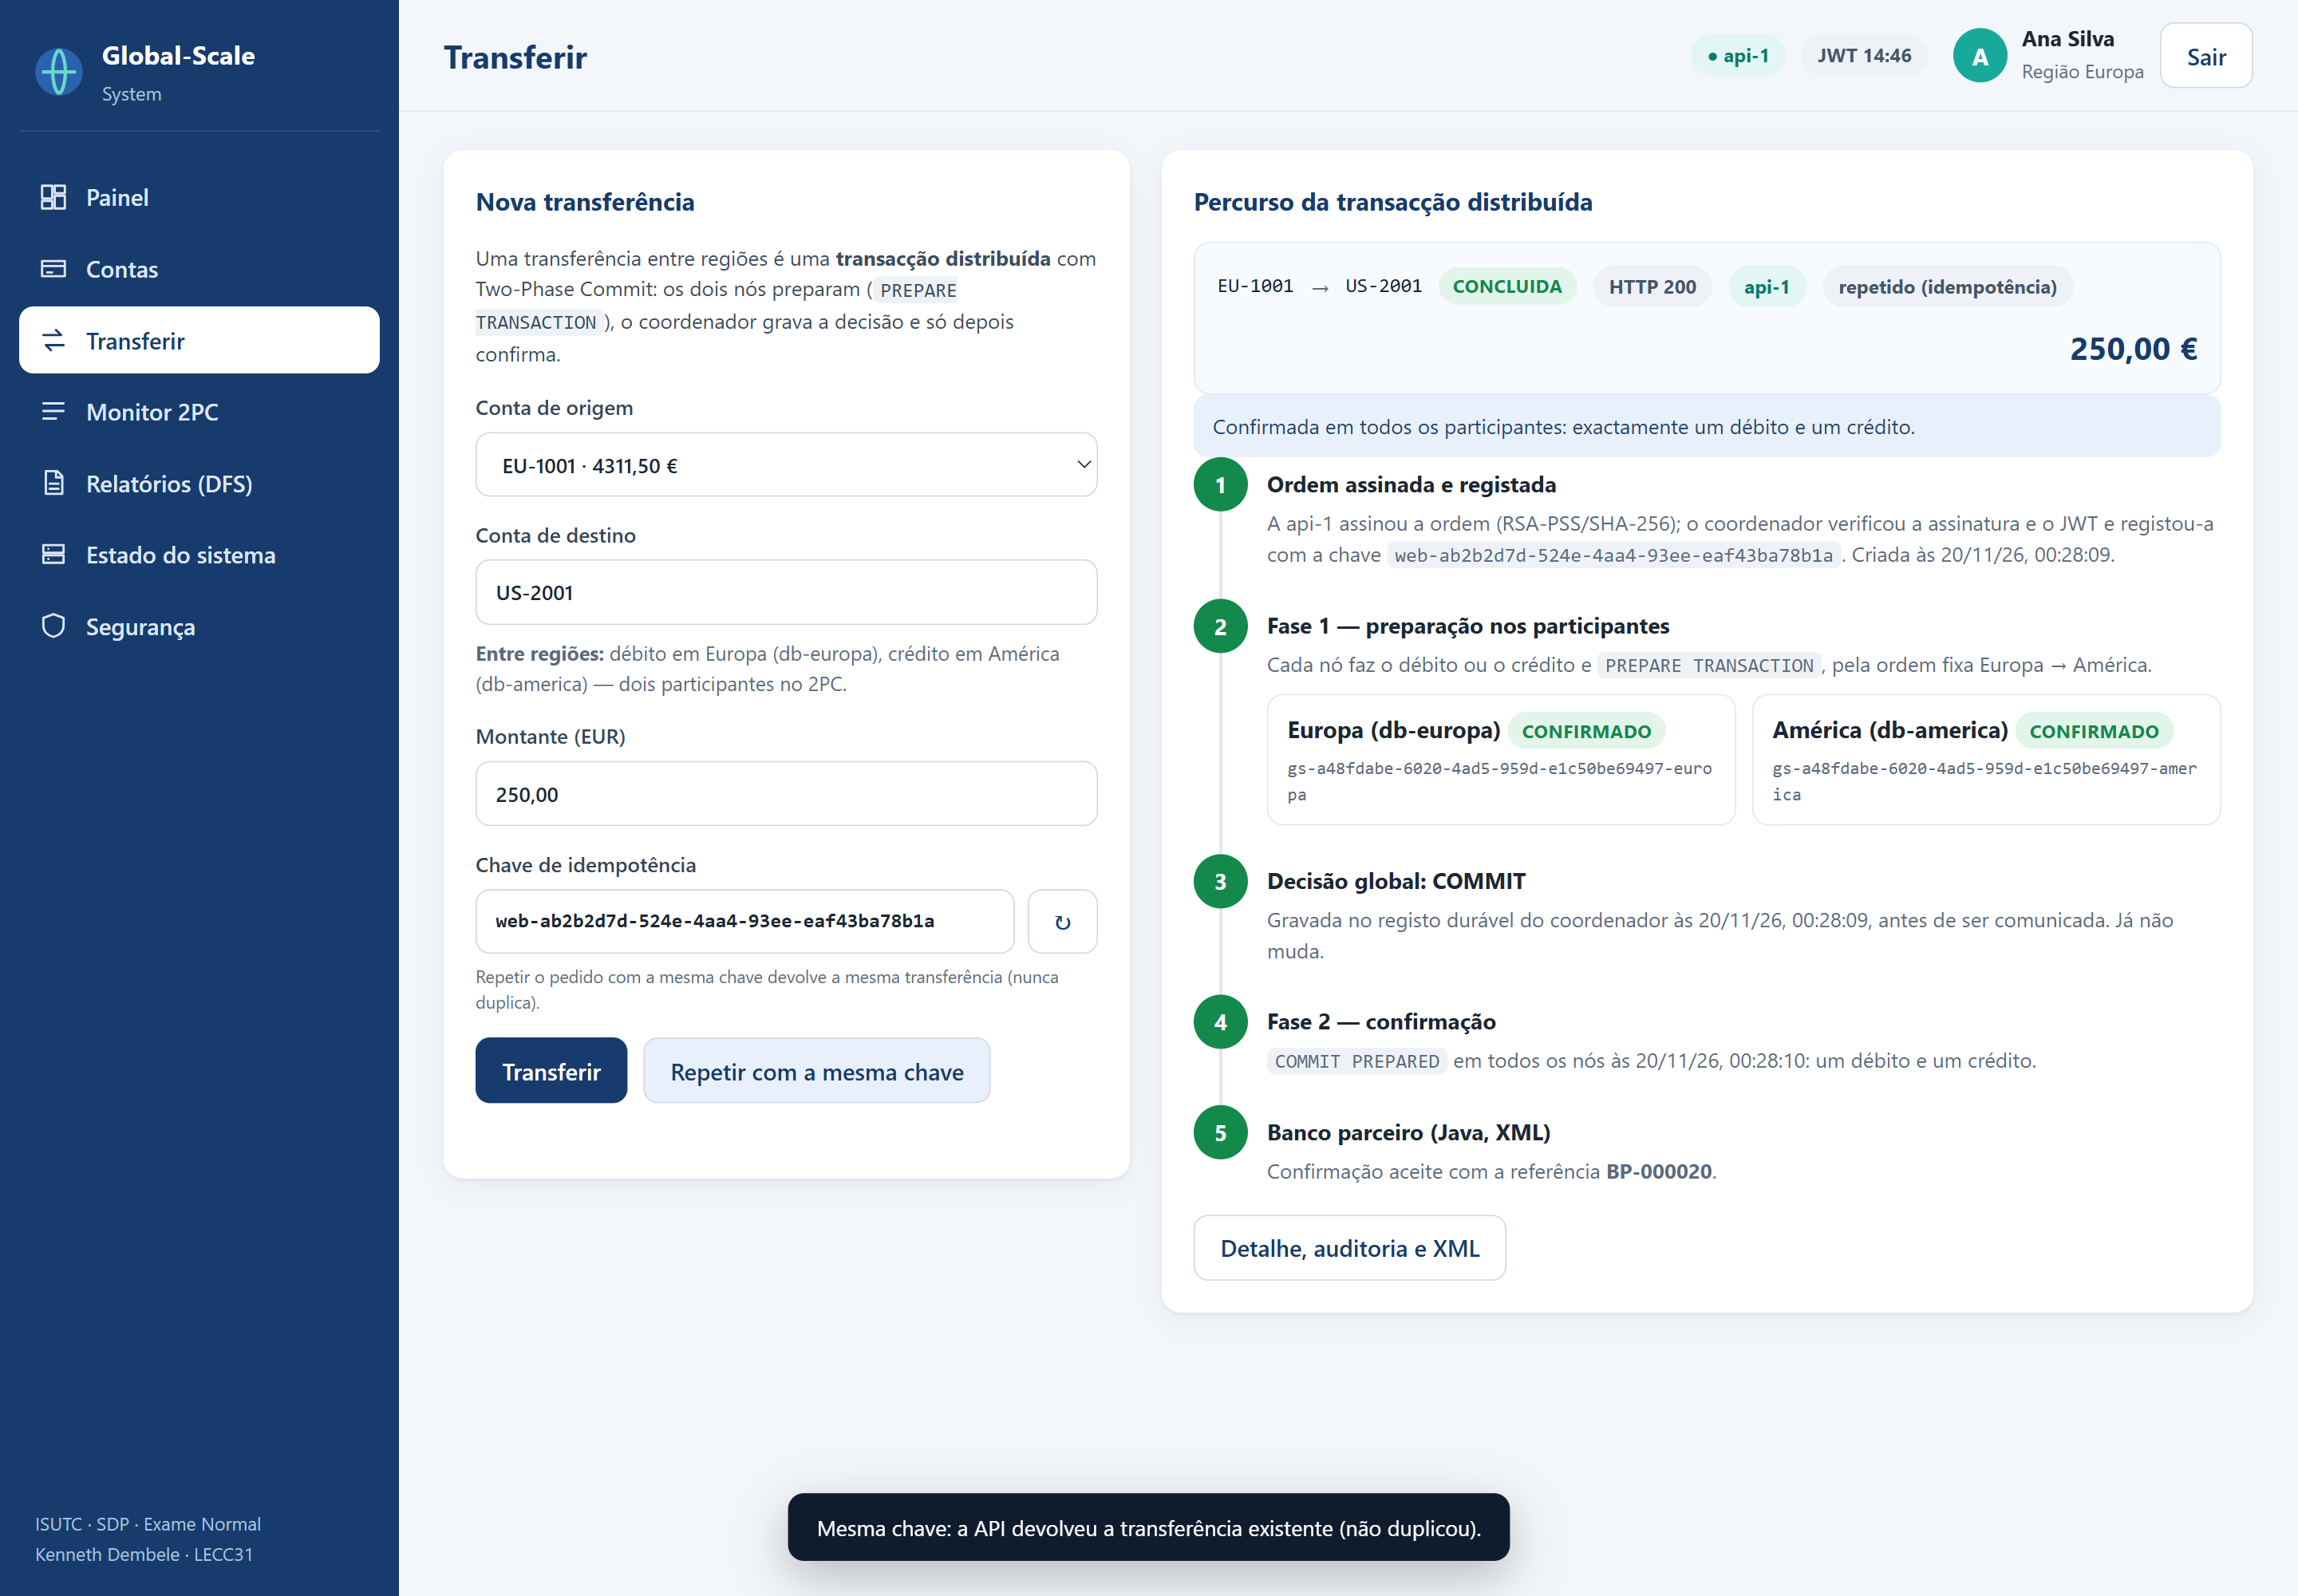 Global-Scale
System
Painel
Contas
Transferir
Monitor 2PC
Relatórios (DFS)
Estado do sistema
Segurança
ISUTC · SDP · Exame Normal
Kenneth Dembele · LECC31
Transferir
● api-1
JWT 14:46
A
Ana Silva
Região Europa
Sair
Nova transferência
Uma transferência entre regiões é uma transacção distribuída com
Two-Phase Commit: os dois nós preparam ( PREPARE
TRANSACTION ), o coordenador grava a decisão e só depois
confirma.
Conta de origem
EU-1001 · 4311,50 €
Conta de destino
US-2001
Entre regiões: débito em Europa (db-europa), crédito em América
(db-america) — dois participantes no 2PC.
Montante (EUR)
250,00
Chave de idempotência
web-ab2b2d7d-524e-4aa4-93ee-eaf43ba78b1a
↻
Repetir o pedido com a mesma chave devolve a mesma transferência (nunca
duplica).
Transferir
Repetir com a mesma chave
Percurso da transacção distribuída
EU-1001 → US-2001 CONCLUIDA HTTP 200 api-1 repetido (idempotência)
250,00 €
Confirmada em todos os participantes: exactamente um débito e um crédito.
1
Ordem assinada e registada
A api-1 assinou a ordem (RSA-PSS/SHA-256); o coordenador verificou a assinatura e o JWT e registou-a
com a chave web-ab2b2d7d-524e-4aa4-93ee-eaf43ba78b1a . Criada às 20/11/26, 00:28:09.
2
Fase 1 — preparação nos participantes
Cada nó faz o débito ou o crédito e PREPARE TRANSACTION , pela ordem fixa Europa → América.
Europa (db-europa) CONFIRMADO
gs-a48fdabe-6020-4ad5-959d-e1c50be69497-euro
pa
América (db-america) CONFIRMADO
gs-a48fdabe-6020-4ad5-959d-e1c50be69497-amer
ica
3
Decisão global: COMMIT
Gravada no registo durável do coordenador às 20/11/26, 00:28:09, antes de ser comunicada. Já não
muda.
4
Fase 2 — confirmação
COMMIT PREPARED em todos os nós às 20/11/26, 00:28:10: um débito e um crédito.
5
Banco parceiro (Java, XML)
Confirmação aceite com a referência BP-000020.
Detalhe, auditoria e XML
Mesma chave: a API devolveu a transferência existente (não duplicou).